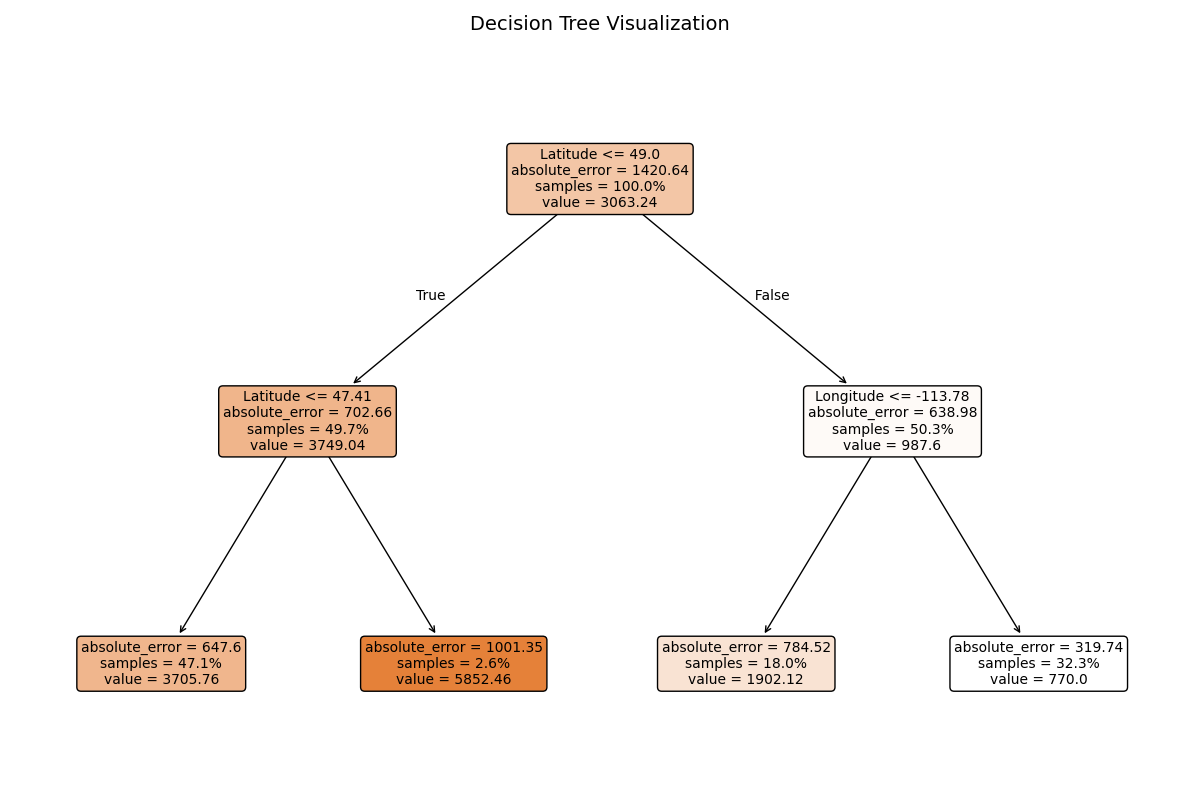 Decision Tree Visualization
Latitude <= 49.0
absolute_error = 1420.64
samples = 100.0%
value = 3063.24
True
False
Latitude <= 47.41
absolute_error = 702.66
samples = 49.7%
value = 3749.04
Longitude <= -113.78
absolute_error = 638.98
samples = 50.3%
value = 987.6
absolute_error = 647.6
samples = 47.1%
value = 3705.76
absolute_error = 1001.35
samples = 2.6%
value = 5852.46
absolute_error = 784.52
samples = 18.0%
value = 1902.12
absolute_error = 319.74
samples = 32.3%
value = 770.0